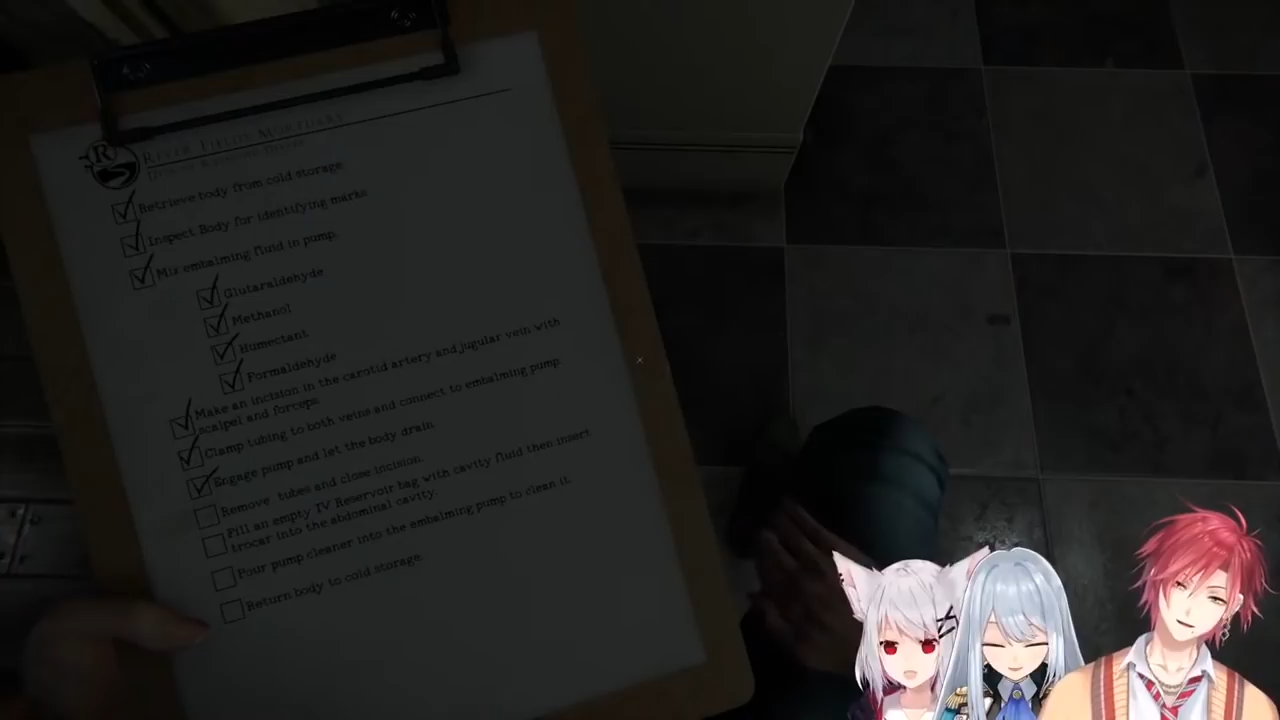 R
RIVER FIELDS MORTUARY
Retrieve body from cold storage
Inspect Body for identifying marks
Mix embalming fluid in pump.
Glutaraldehyde
Methanol
Humectant
Formaldehyde
Make an incision in the carotid artery and jugular vein with
scalpel and forceps.
Clamp tubing to both veins and connect to embalming pump.
Engage pump and let the body drain.
Remove tubes and close incision.
Fill an empty IV Reservoir bag with cavity fluid then insert
trocar into the abdominal cavity.
Pour pump cleaner into the embalming pump to clean it.
Return body to cold storage.